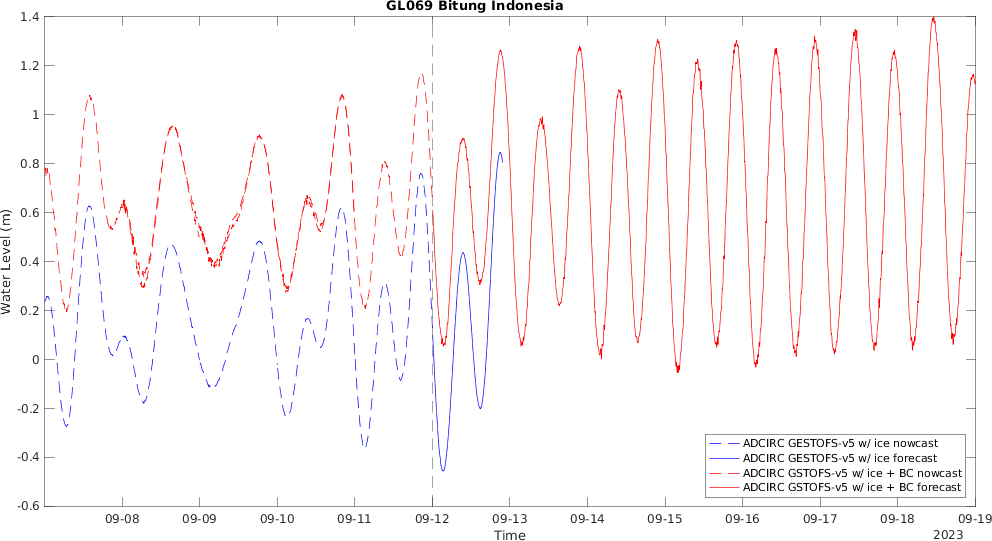 GL069 Bitung Indonesia
1.4
1.2
1
0.8
0.6
0.4
0.2
0
-0.2
-0.4
-0.6
Water Level (m)
ADCIRC GESTOFS-v5 w/ ice nowcast
ADCIRC GESTOFS-v5 w/ ice forecast
ADCIRC GSTOFS-v5 w/ ice + BC nowcast
ADCIRC GSTOFS-v5 w/ ice + BC forecast
09-08 09-09 09-10 09-11 09-12 09-13 09-14 09-15 09-16 09-17 09-18 09-19
Time
2023